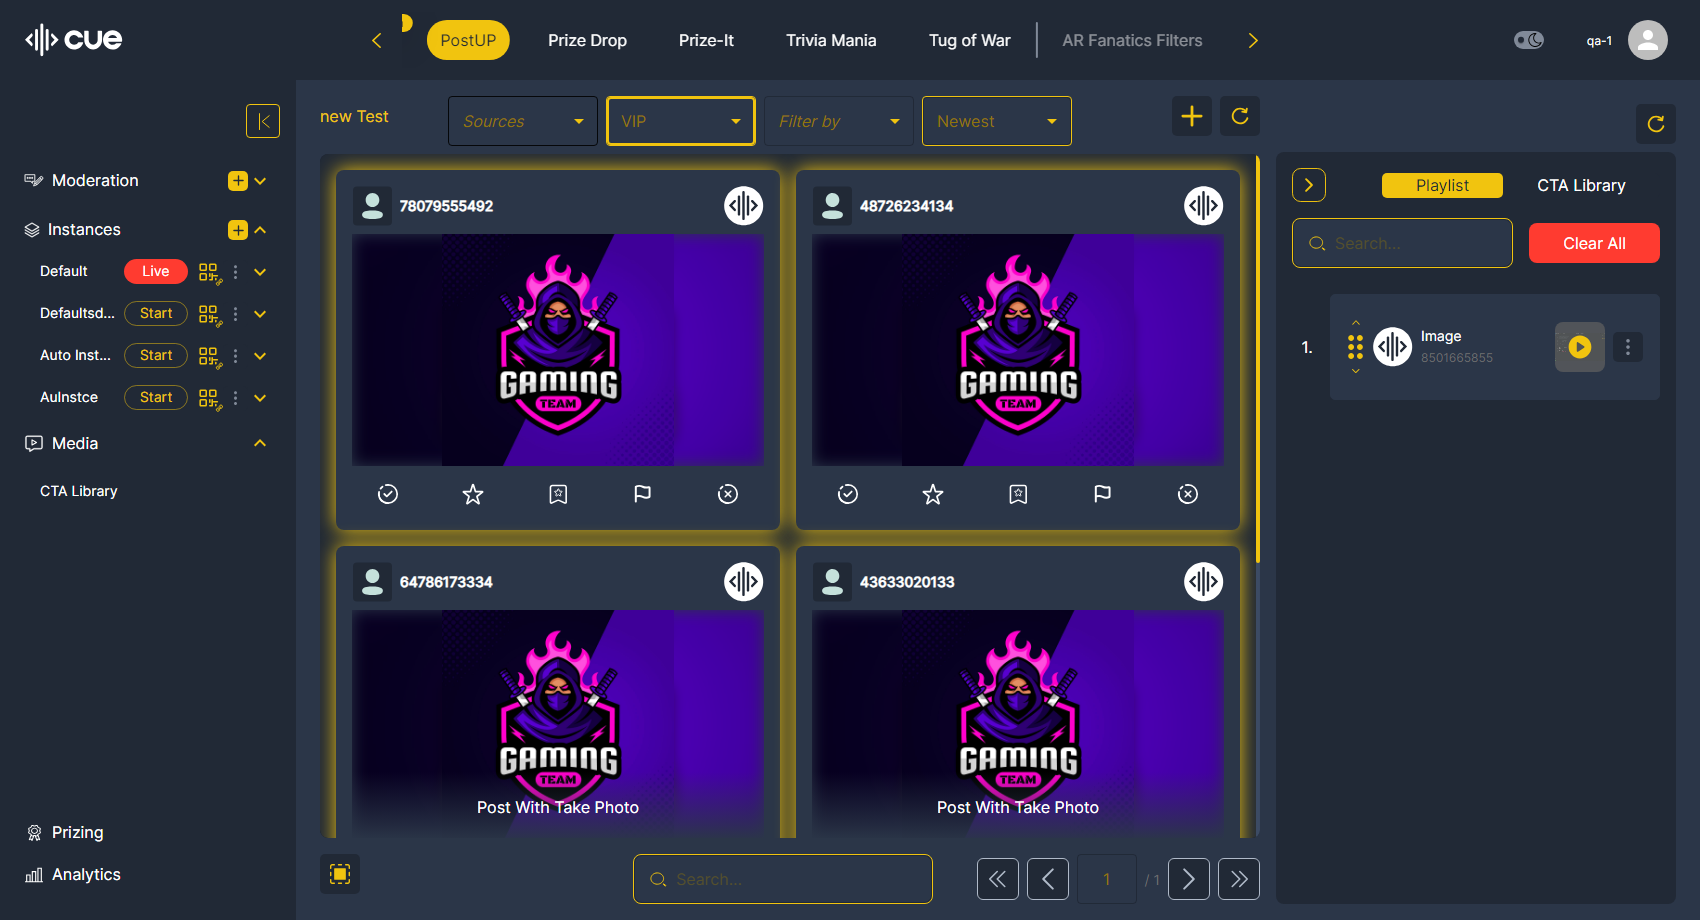 cue
PostUP
Prize Drop
Prize-It
Trivia Mania
Tug of War
AR Fanatics Filters
qa-1
Moderation
Instances
Default
Live
Defaultsd...
Start
Auto Inst...
Start
AuInstce
Start
Media
CTA Library
Prizing
Analytics
new Test
Sources
VIP
Filter by
Newest
78079555492
GAMING
TEAM
48726234134
GAMING
TEAM
64786173334
GAMING
TEAM
Post With Take Photo
43633020133
GAMING
TEAM
Post With Take Photo
Search...
1
/ 1
Playlist
CTA Library
Search...
Clear All
1.
Image
8501665855